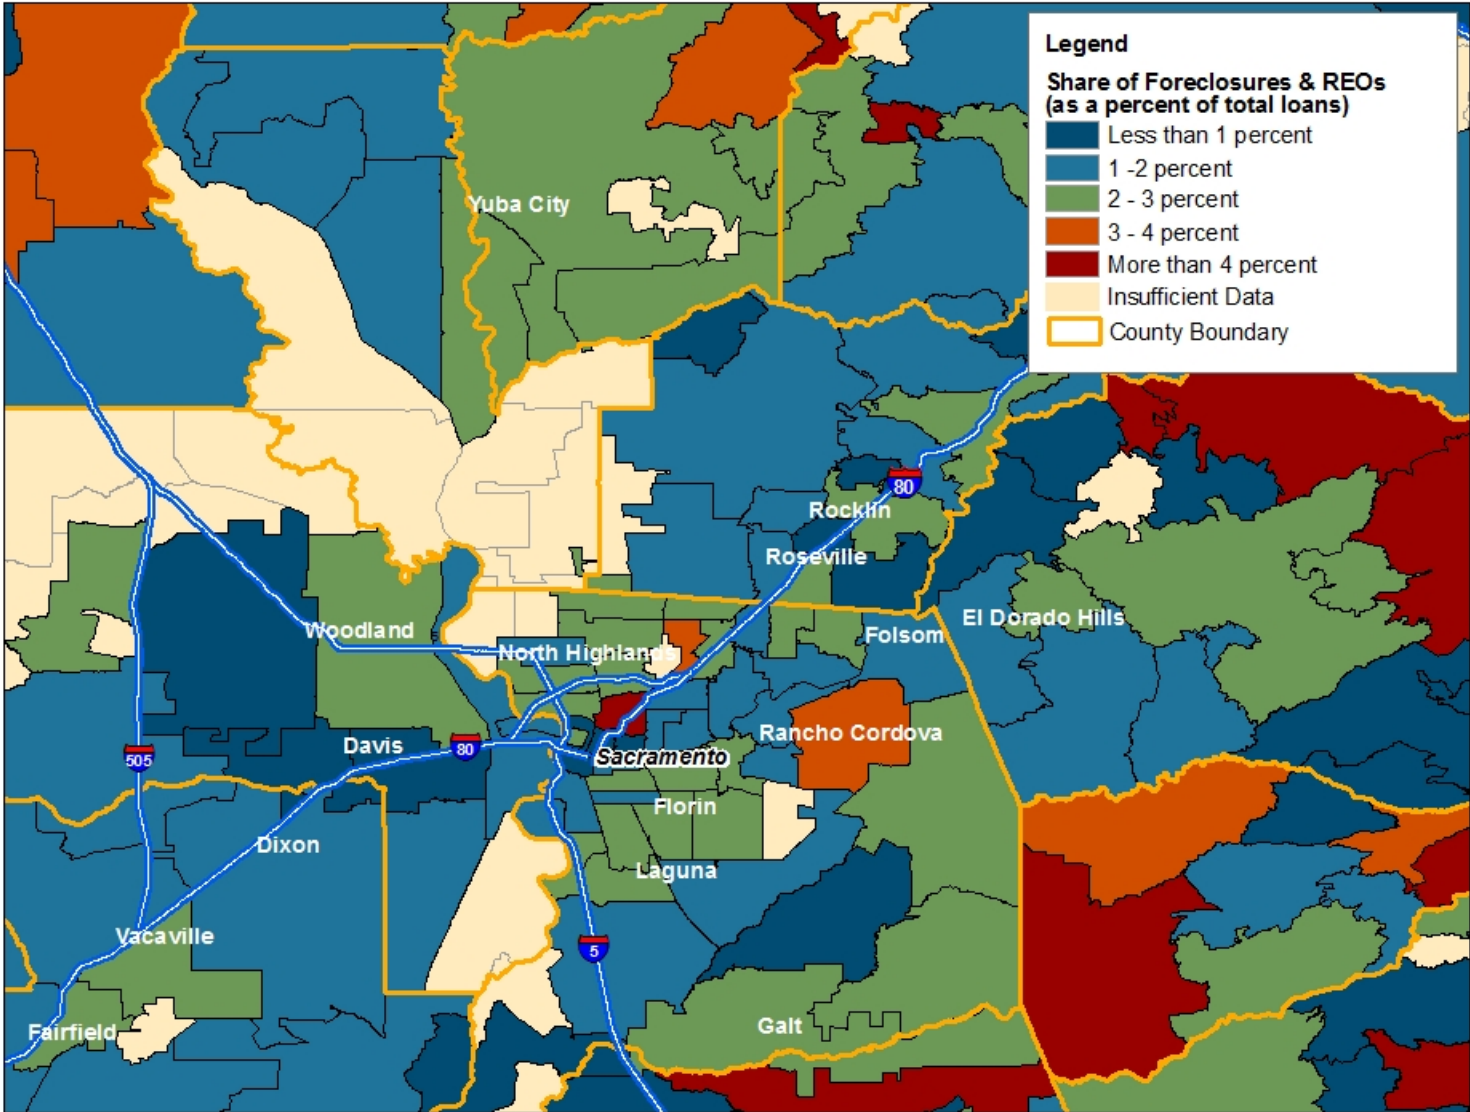 Legend
Share of Foreclosures & REOs
(as a percent of total loans)
Less than 1 percent
1 -2 percent
2 - 3 percent
3 - 4 percent
More than 4 percent
Insufficient Data
County Boundary
Yuba City
80
Rocklin
Roseville
Woodland
El Dorado Hills
Folsom
North Highlands
Rancho Cordova
Davis
80
505
Sacramento
Florin
Dixon
Laguna
Vacaville
5
Galt
Fairfield